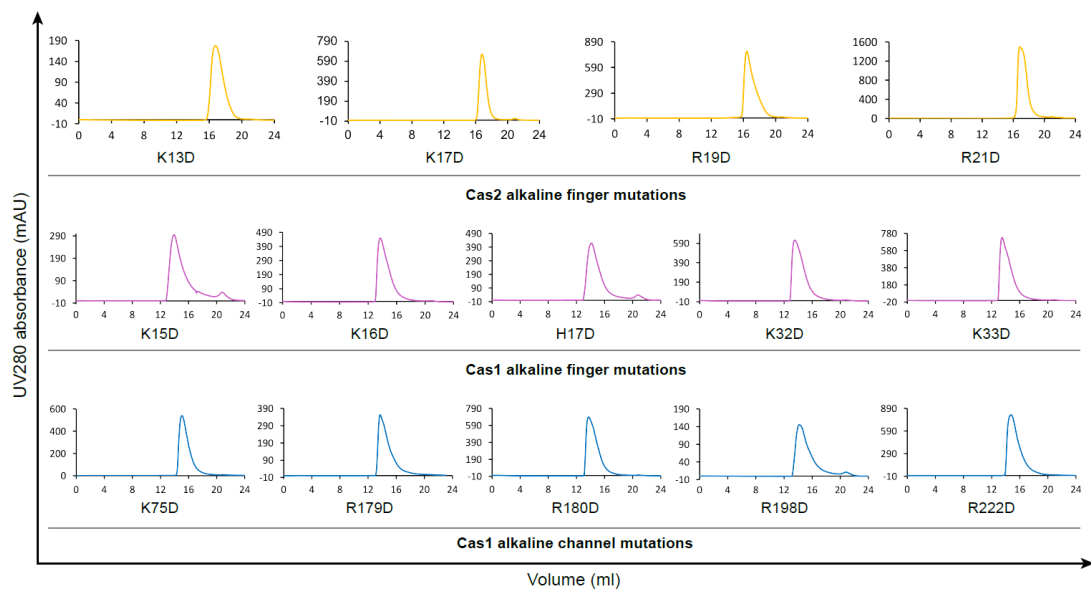 UV280 absorbance (mAU)
190
140
90
40
-10
0 4 8 12 16 20 24
K13D
790
590
390
190
-10
0 4 8 12 16 20 24
K17D
890
590
290
-10
0 4 8 12 16 20 24
R19D
1600
1200
800
400
0
0 4 8 12 16 20 24
R21D
Cas2 alkaline finger mutations
290
190
90
-10
0 4 8 12 16 20 24
K15D
490
390
290
190
90
-10
0 4 8 12 16 20 24
K16D
490
390
290
190
90
-10
0 4 8 12 16 20 24
H17D
590
390
190
-10
0 4 8 12 16 20 24
K32D
780
580
380
180
-20
0 4 8 12 16 20 24
K33D
Cas1 alkaline finger mutations
600
400
200
0
0 4 8 12 16 20 24
K75D
390
290
190
90
-10
0 4 8 12 16 20 24
R179D
790
590
390
190
-10
0 4 8 12 16 20 24
R180D
190
140
90
40
-10
0 4 8 12 16 20 24
R198D
890
590
290
-10
0 4 8 12 16 20 24
R222D
Cas1 alkaline channel mutations
Volume (ml)